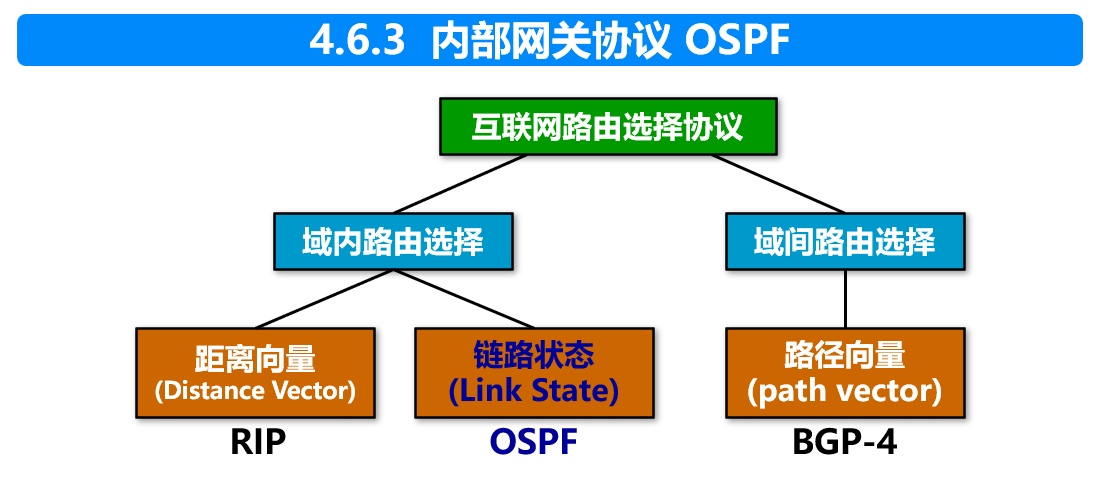 4.6.3 内部网关协议 OSPF
互联网路由选择协议
域内路由选择
域间路由选择
距离向量
(Distance Vector)
链路状态
(Link State)
路径向量
(path vector)
RIP
OSPF
BGP-4